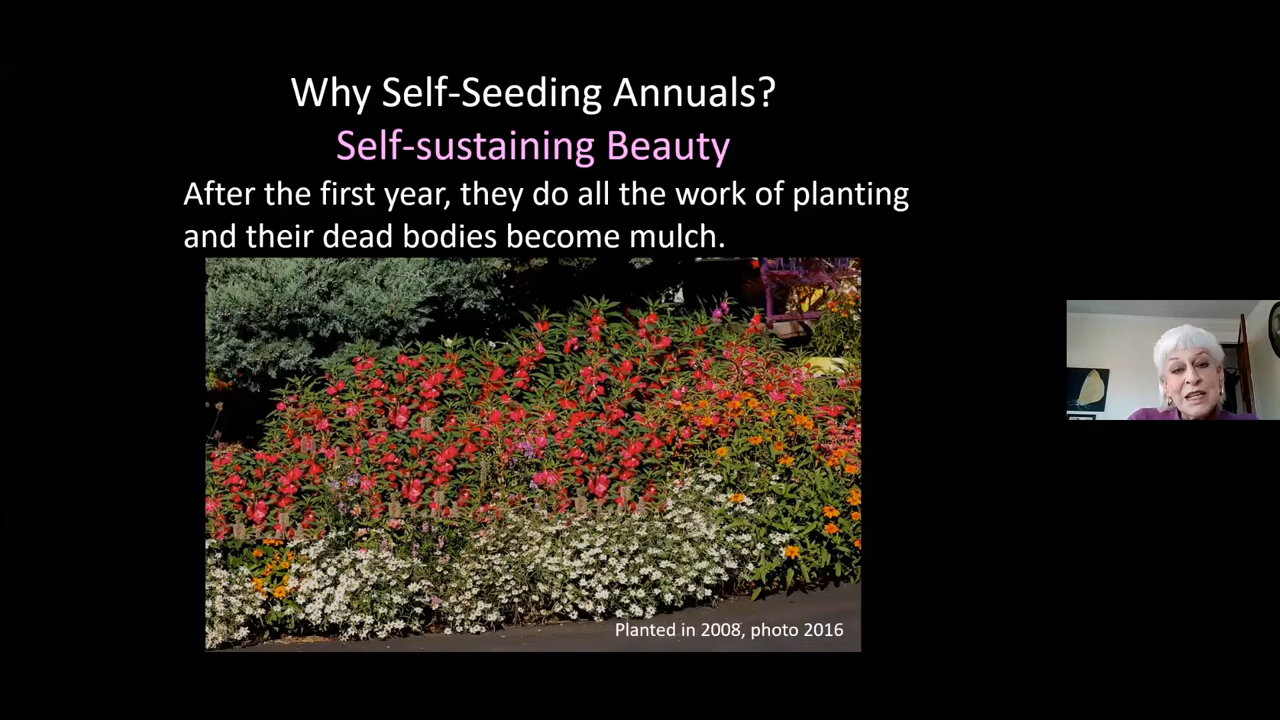 Why Self-Seeding Annuals?
Self-sustaining Beauty
After the first year, they do all the work of planting
and their dead bodies become mulch.
Planted in 2008, photo 2016